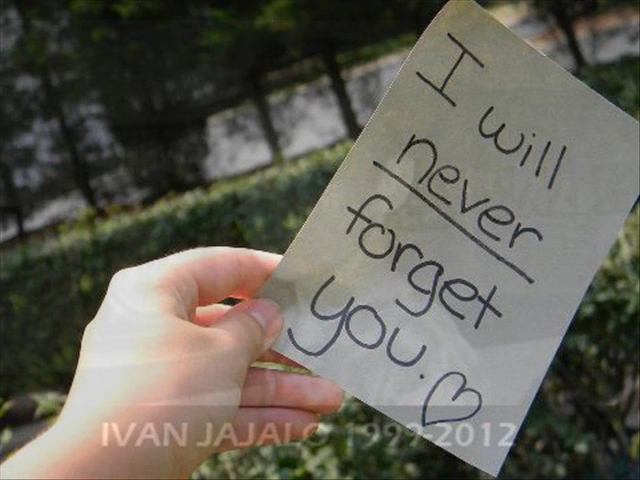 I
will
never
forget
you.♡
IVAN JAJALO 1999-2012